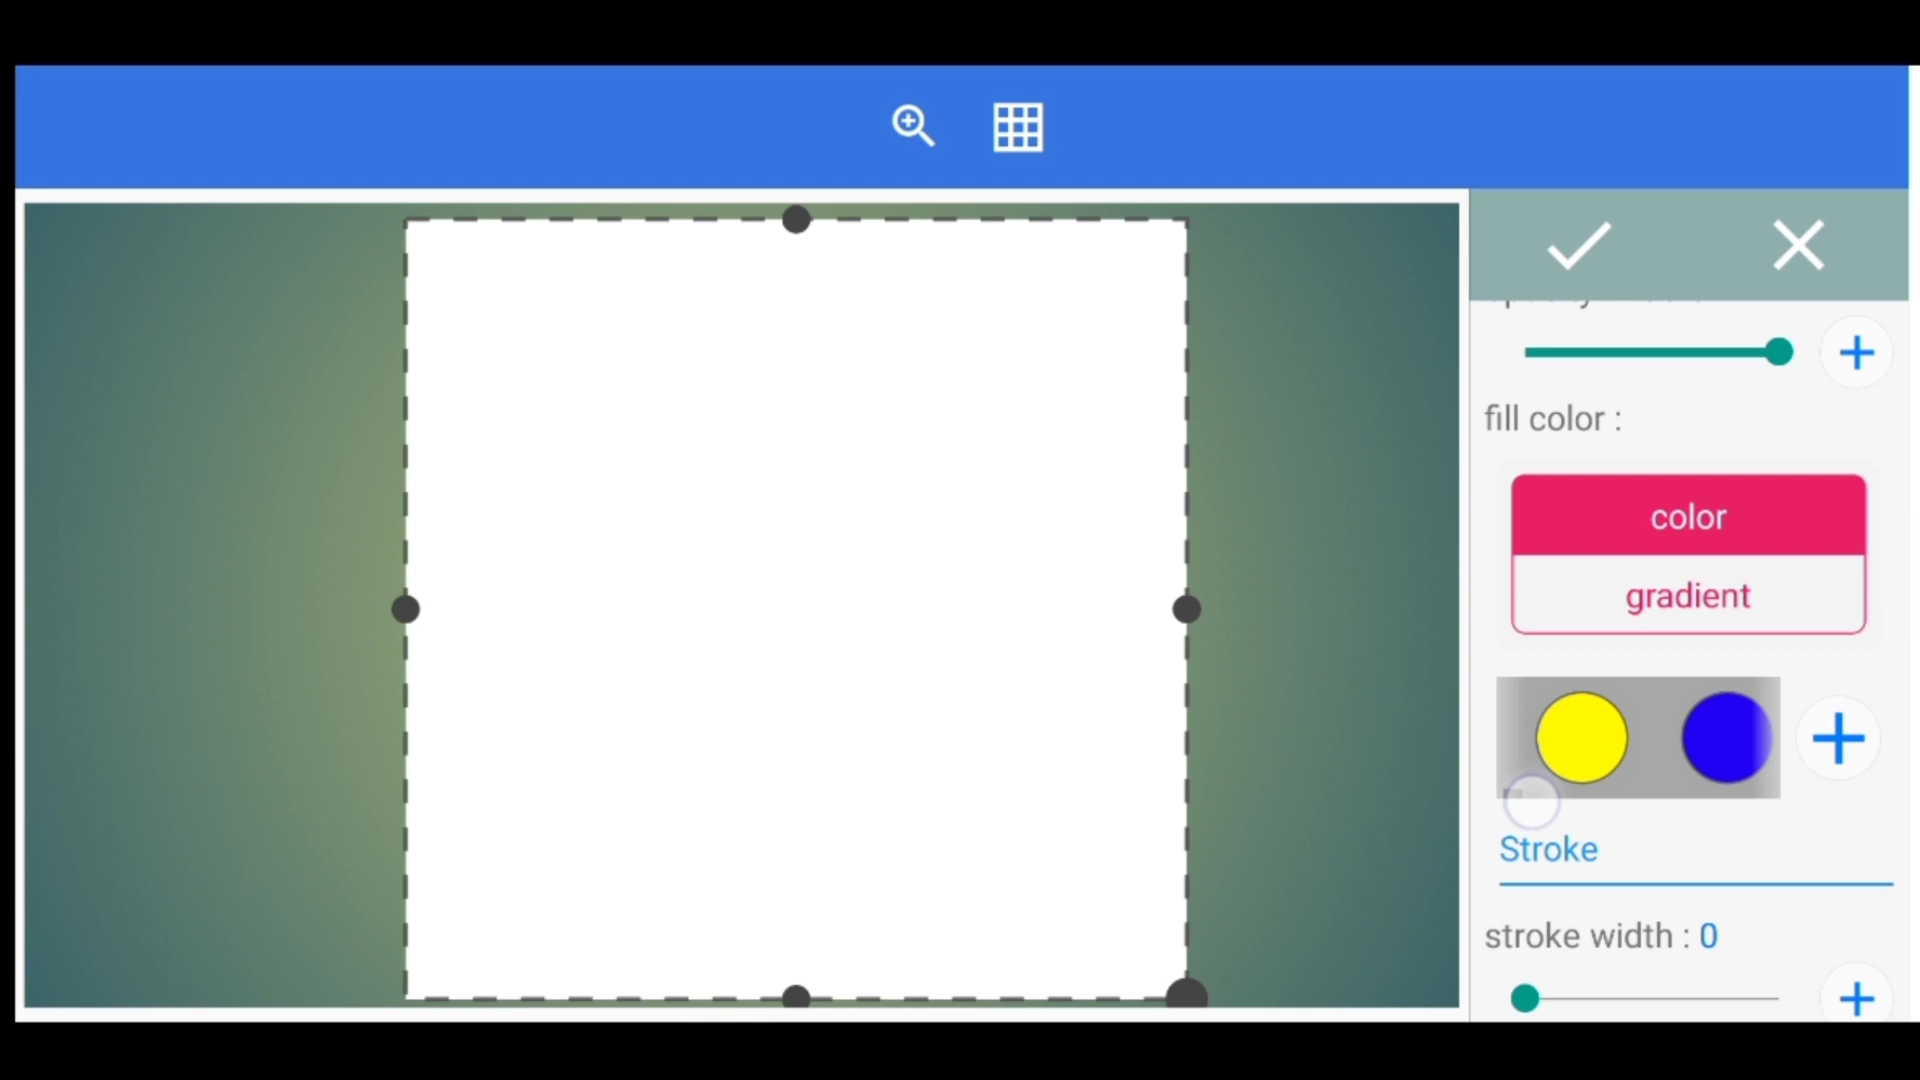 fill color :
color
gradient
Stroke
stroke width : 0